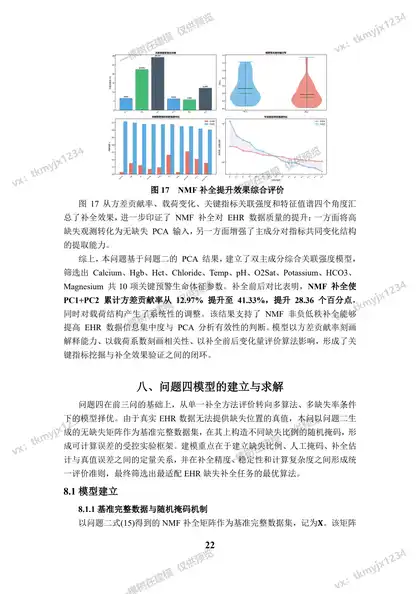 图 17 NMF 补全提升效果综合评价
图 17 从方差贡献率、载荷变化、关键指标关联强度和特征值谱四个角度汇
总了补全效果，进一步印证了 NMF 补全对 EHR 数据质量的提升：一方面将高
缺失观测转化为无缺失 PCA 输入，另一方面增强了主成分对指标共同变化结构
的提取能力。
综上，本问题基于问题二的 PCA 结果，建立了双主成分综合关联强度模型，
筛选出 Calcium、Hgb、Hct、Chloride、Temp、pH、O2Sat、Potassium、HCO3、
Magnesium 共 10 项关键预警生命体征参数。补全前后对比表明，NMF 补全使
PC1+PC2 累计方差贡献率从 12.97% 提升至 41.33%，提升 28.36 个百分点，
同时对载荷结构产生了系统性的调整。该结果支持了 NMF 非负低秩补全能够
提高 EHR 数据信息集中度与 PCA 分析有效性的判断。模型以方差贡献率刻画
解释能力、以载荷系数刻画相关性、以补全前后变化量评价算法影响，形成了关
键指标挖掘与补全效果验证之间的闭环。
八、问题四模型的建立与求解
问题四在前三问的基础上，从单一补全方法评价转向多算法、多缺失率条件
下的模型择优。由于真实 EHR 数据无法提供缺失位置的真值，本问以问题二生
成的无缺失矩阵作为基准完整数据集，在其上构造不同缺失比例的随机掩码，形
成可计算误差的受控实验框架。建模重点在于建立缺失比例、人工掩码、补全估
计与真值误差之间的定量关系，并在补全精度、稳定性和计算复杂度之间形成统
一评价准则，最终筛选出最适配 EHR 缺失补全任务的最优算法。
8.1 模型建立
8.1.1 基准完整数据与随机掩码机制
以问题二式(15)得到的 NMF 补全矩阵作为基准完整数据集，记为X。该矩阵
22
vx：tkmyjx1234
vx：tkmyjx1234
vx：tkmyjx1234
vx：tkmyjx1234